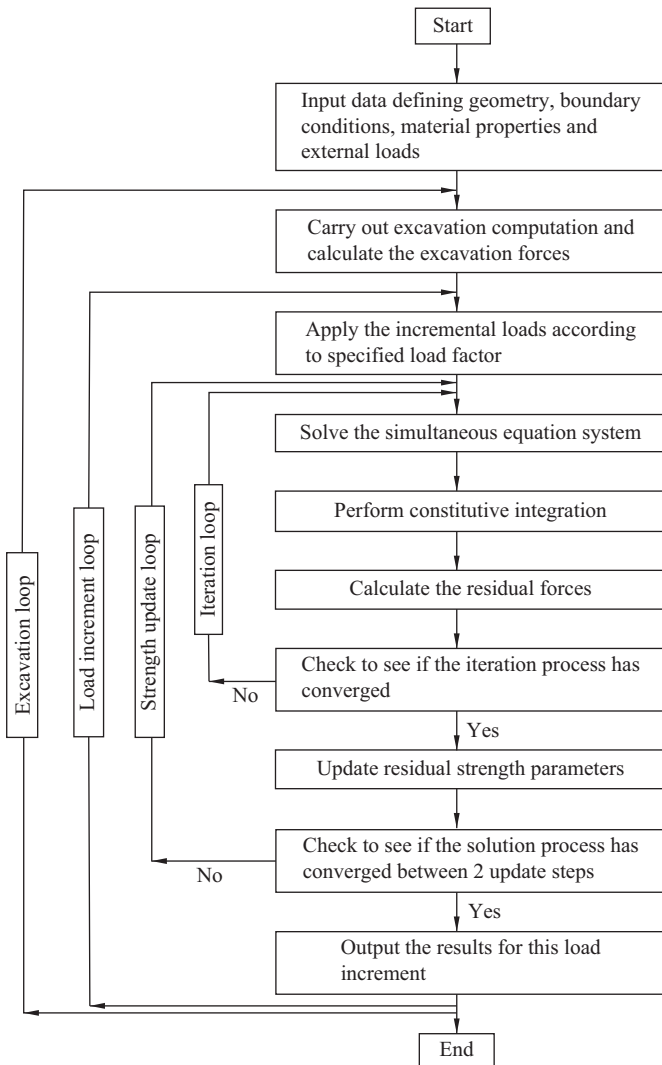 Start
Input data defining geometry, boundary
conditions, material properties and
external loads
Carry out excavation computation and
calculate the excavation forces
Apply the incremental loads according
to specified load factor
Solve the simultaneous equation system
Perform constitutive integration
Calculate the residual forces
Check to see if the iteration process has
converged
No
Yes
Update residual strength parameters
Check to see if the solution process has
converged between 2 update steps
No
Yes
Output the results for this load
increment
End
Excavation loop
Load increment loop
Strength update loop
Iteration loop